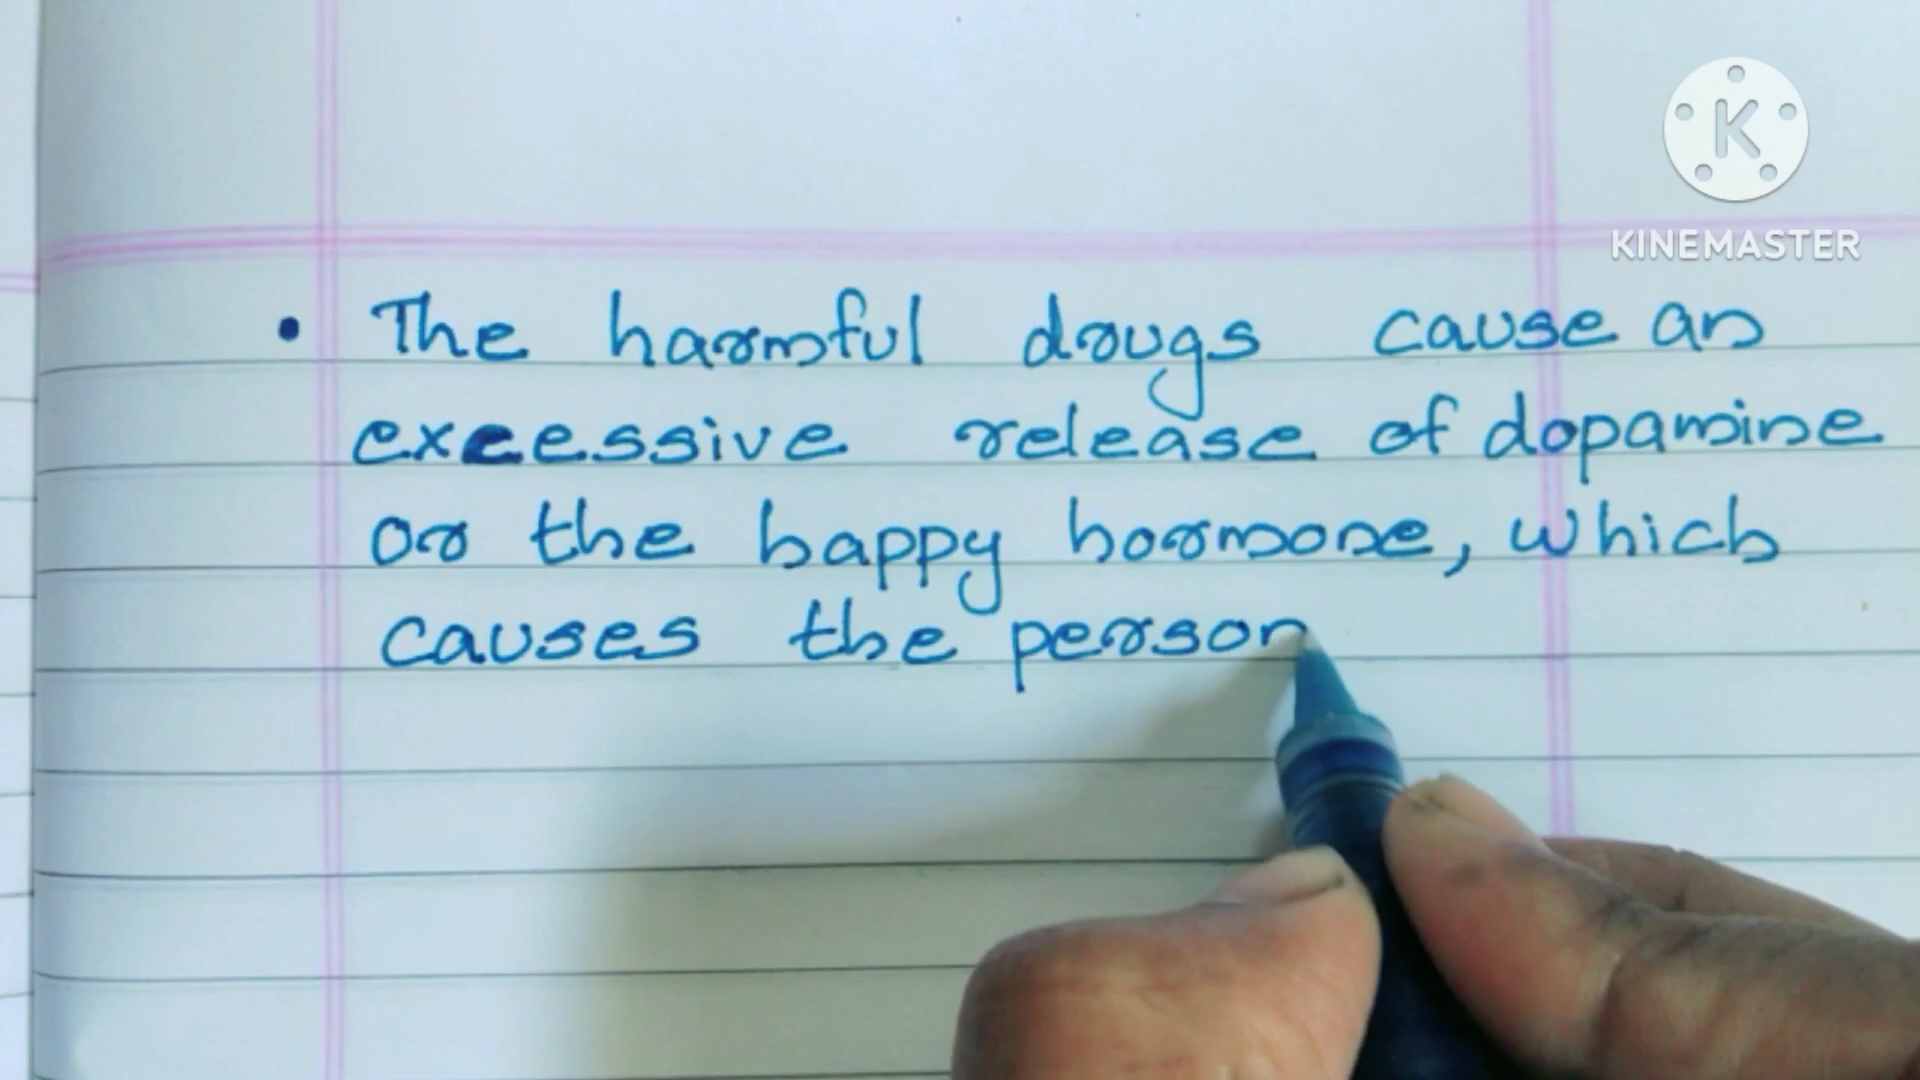 KINEMASTER
• The harmful drugs cause an
excessive release of dopamine
or the happy hormone, which
causes the person